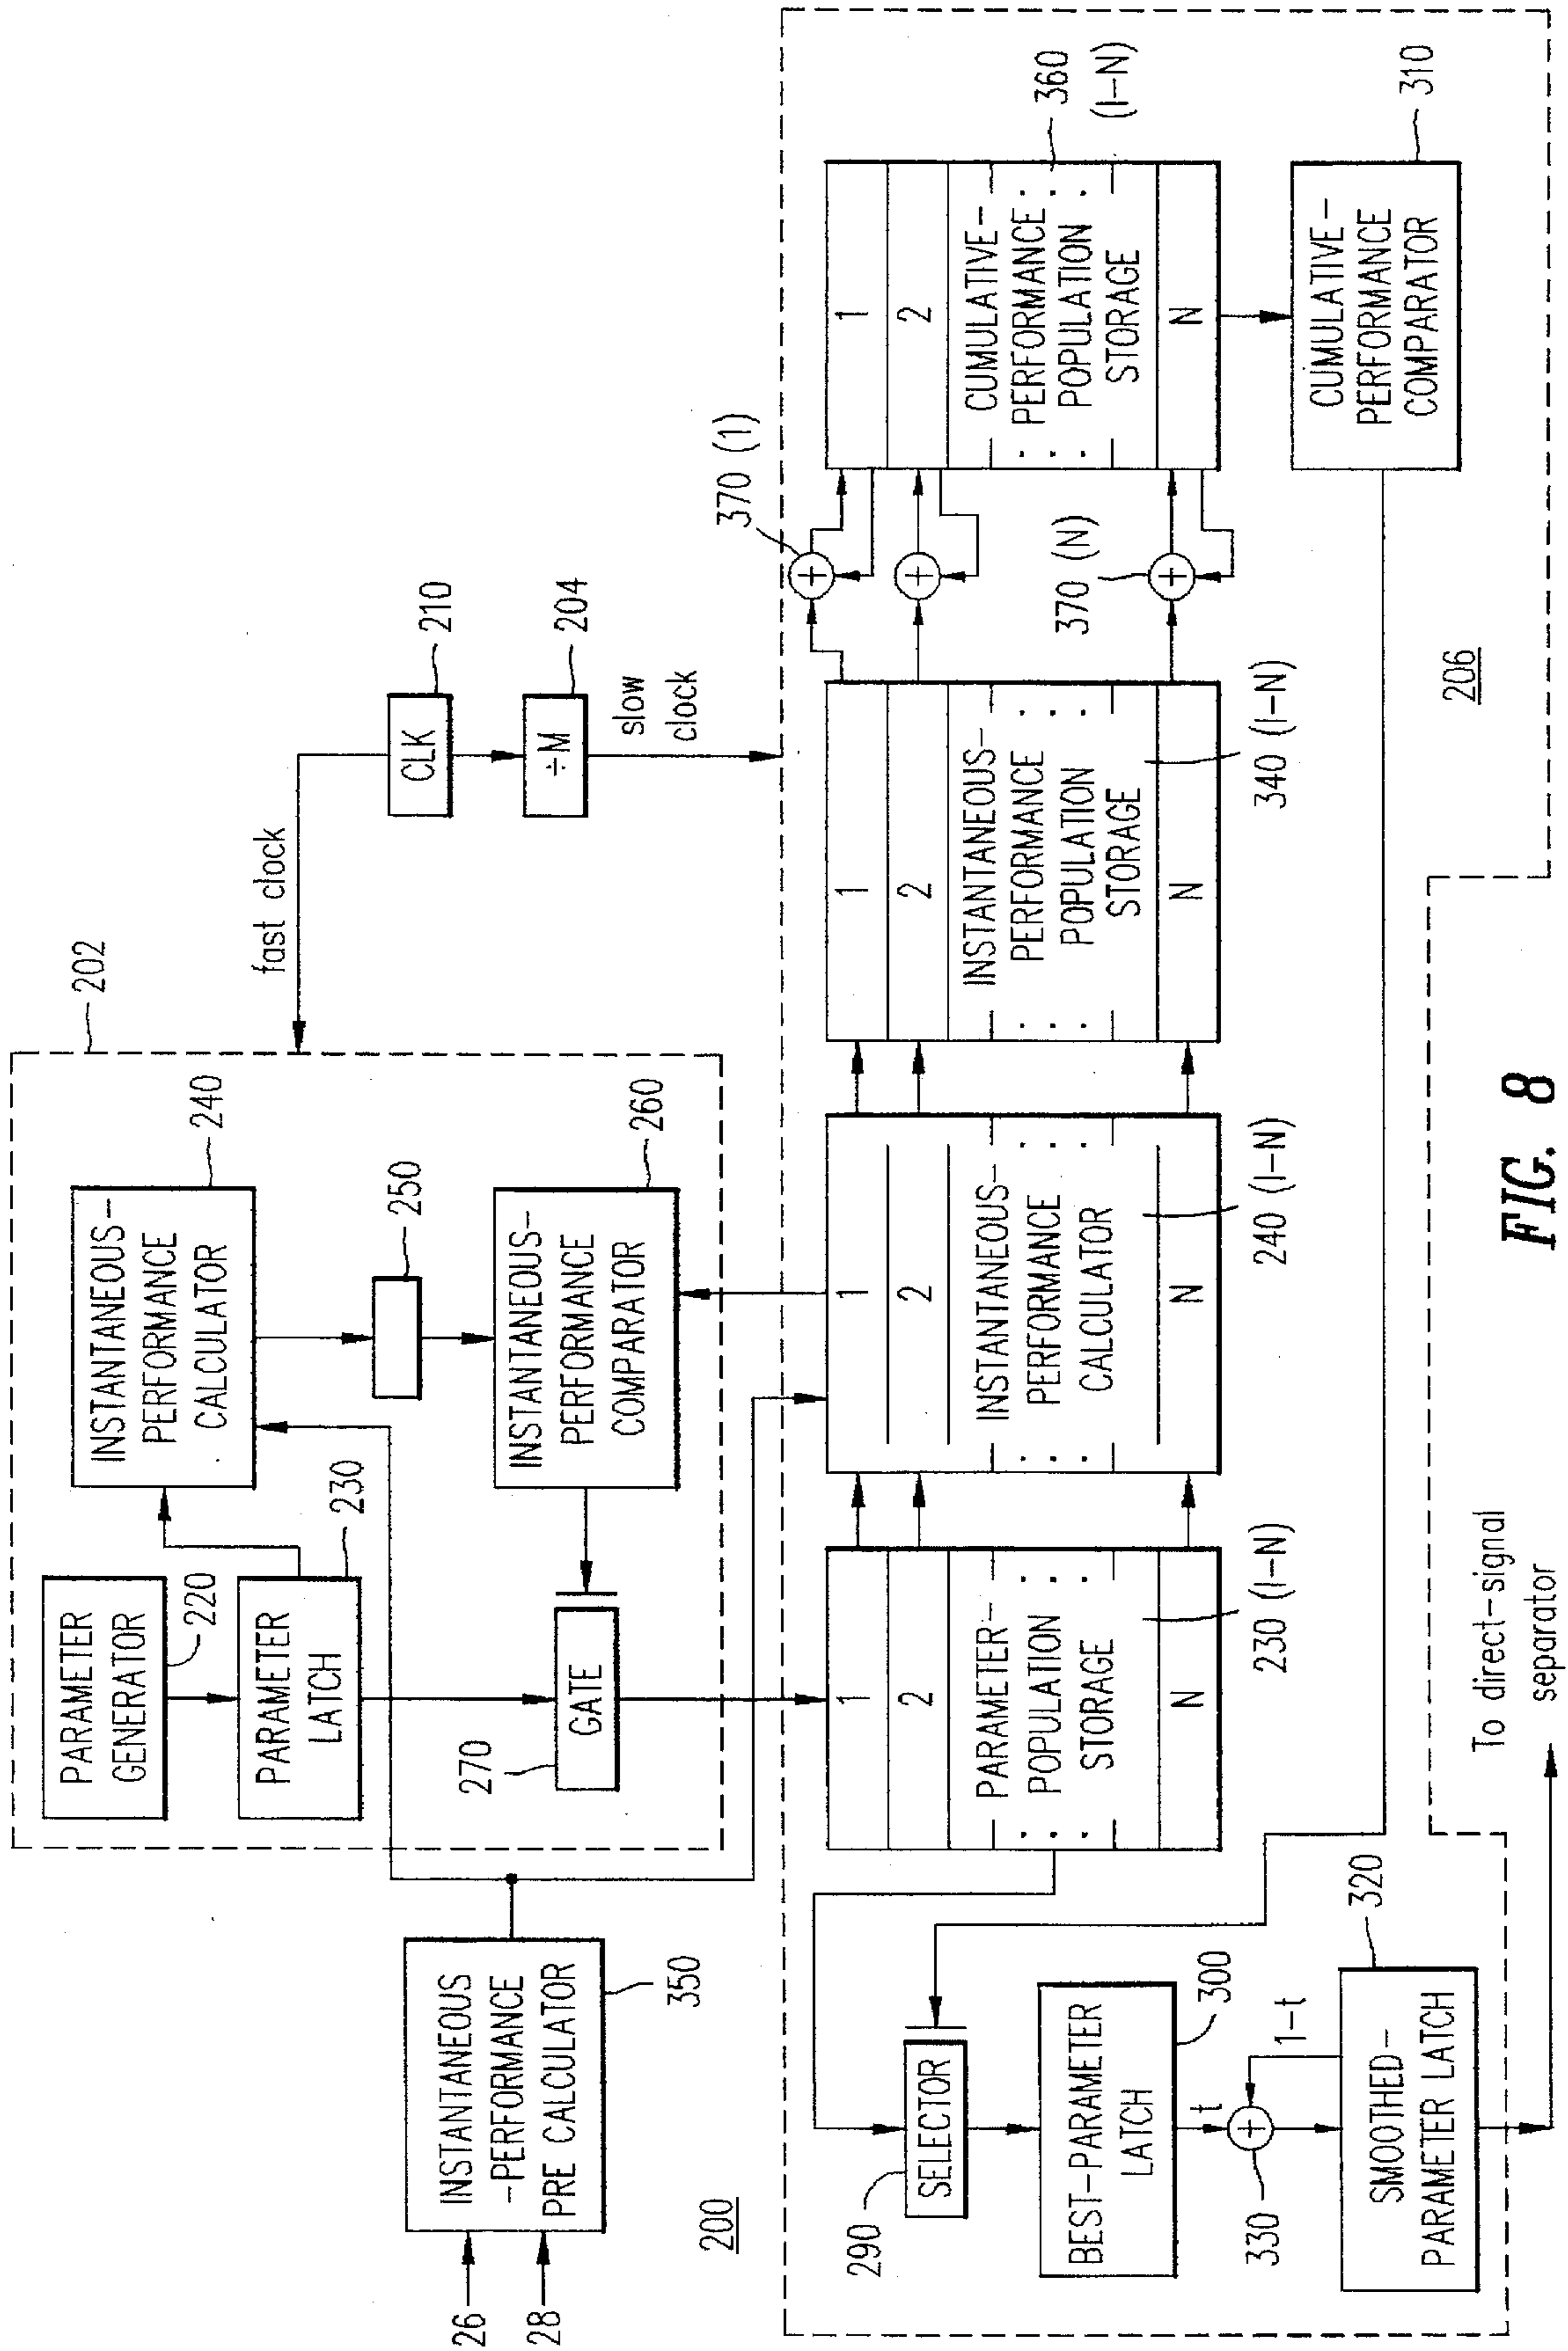 200
26
28
INSTANTANEOUS
-PERFORMANCE
PRE CALCULATOR
350
202
PARAMETER
GENERATOR
220
PARAMETER
LATCH
230
INSTANTANEOUS-
PERFORMANCE
CALCULATOR
240
250
INSTANTANEOUS-
PERFORMANCE
COMPARATOR
260
GATE
270
fast clock
CLK
210
÷M
204
slow
clock
206
SELECTOR
290
BEST-PARAMETER
LATCH
300
t
1-t
+
330
SMOOTHED-
PARAMETER LATCH
320
To direct-signal
separator
1
2
PARAMETER-
POPULATION
STORAGE
N
230 (I-N)
1
2
INSTANTANEOUS-
PERFORMANCE
CALCULATOR
N
240 (I-N)
1
2
INSTANTANEOUS-
PERFORMANCE
POPULATION
STORAGE
N
340 (I-N)
370 (1)
+
+
370 (N)
+
1
2
CUMULATIVE-
PERFORMANCE
POPULATION
STORAGE
N
360
(I-N)
CUMULATIVE-
PERFORMANCE
COMPARATOR
310
FIG. 8